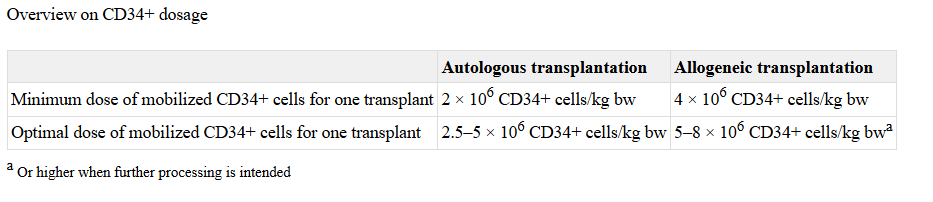 Overview on CD34+ dosage
Autologous transplantation Allogeneic transplantation
Minimum dose of mobilized CD34+ cells for one transplant 2 × 10⁶ CD34+ cells/kg bw 4 × 10⁶ CD34+ cells/kg bw
Optimal dose of mobilized CD34+ cells for one transplant 2.5–5 × 10⁶ CD34+ cells/kg bw 5–8 × 10⁶ CD34+ cells/kg bwᵃ
ᵃ Or higher when further processing is intended